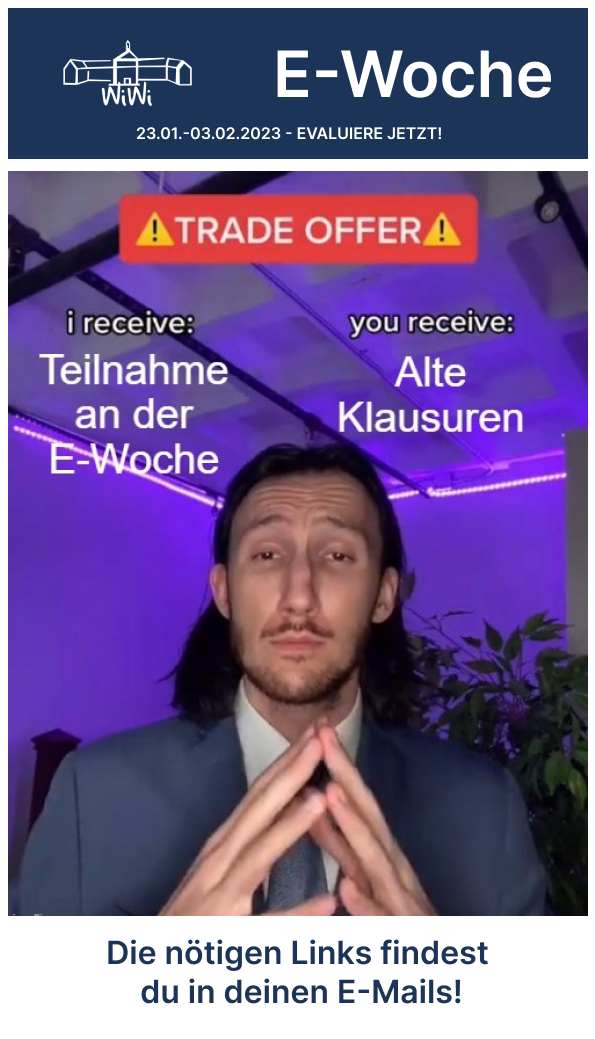 WiWi
E-Woche
23.01.-03.02.2023 - EVALUIERE JETZT!
⚠️TRADE OFFER⚠️
i receive:
you receive:
Teilnahme
an der
E-Woche
Alte
Klausuren
Die nötigen Links findest
du in deinen E-Mails!